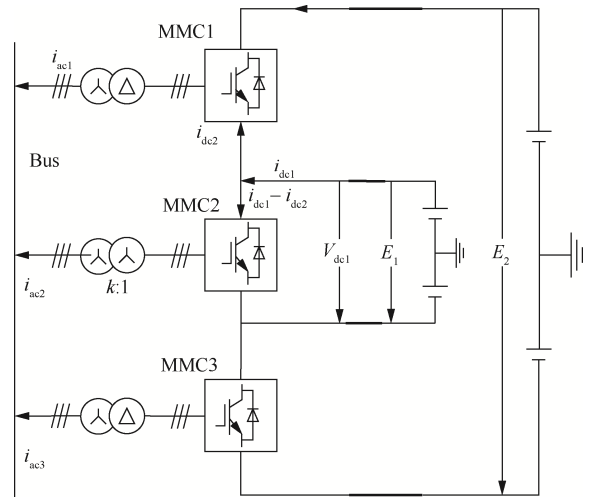 MMC1
i_ac1
i_dc2
Bus
i_dc1
i_dc1 − i_dc2
MMC2
V_dc1
E_1
E_2
i_ac2
k:1
MMC3
i_ac3